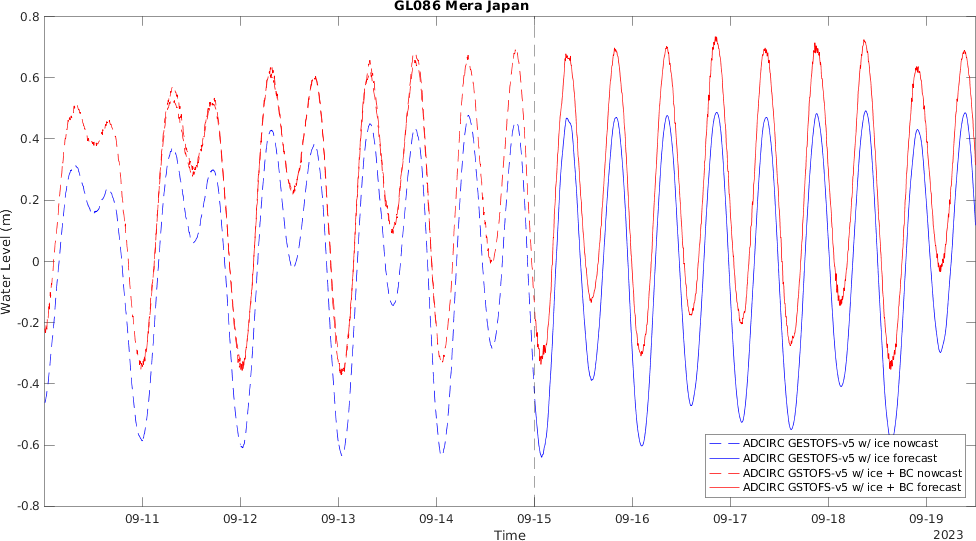 GL086 Mera Japan
0.8
0.6
0.4
0.2
0
-0.2
-0.4
-0.6
-0.8
Water Level (m)
ADCIRC GESTOFS-v5 w/ ice nowcast
ADCIRC GESTOFS-v5 w/ ice forecast
ADCIRC GSTOFS-v5 w/ ice + BC nowcast
ADCIRC GSTOFS-v5 w/ ice + BC forecast
09-11 09-12 09-13 09-14 09-15 09-16 09-17 09-18 09-19
Time
2023